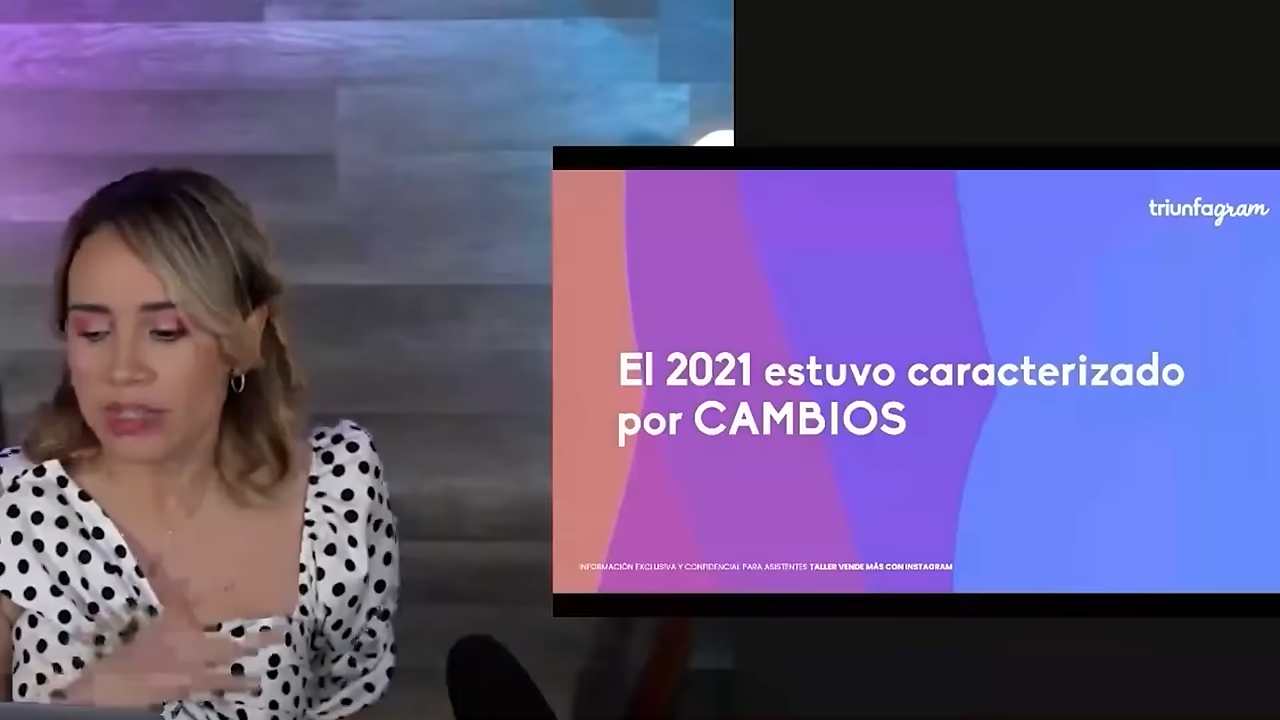 triunfagram
El 2021 estuvo caracterizado
por CAMBIOS
INFORMACIÓN EXCLUSIVA Y CONFIDENCIAL PARA ASISTENTES TALLER VENDE MÁS CON INSTAGRAM